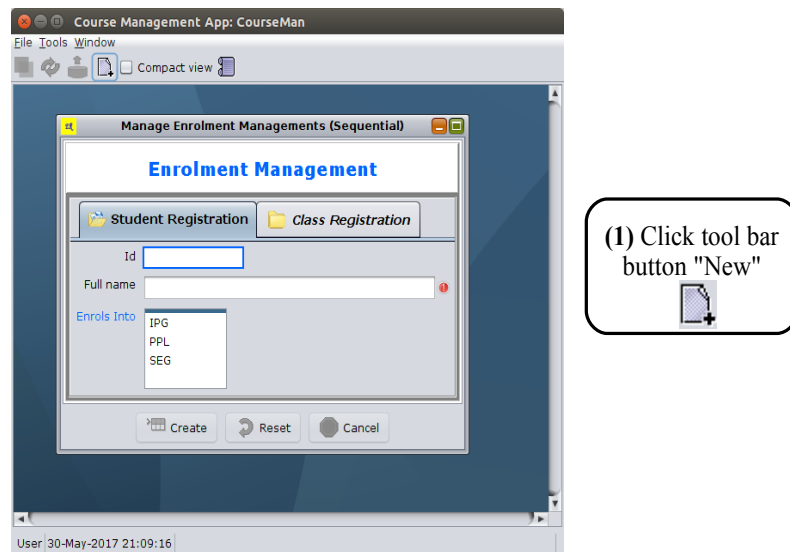 Course Management App: CourseMan
File Tools Window
Compact view
Manage Enrolment Managements (Sequential)
Enrolment Management
Student Registration Class Registration
Id
Full name
Enrols Into
IPG
PPL
SEG
Create Reset Cancel
User 30-May-2017 21:09:16
(1) Click tool bar
button "New"